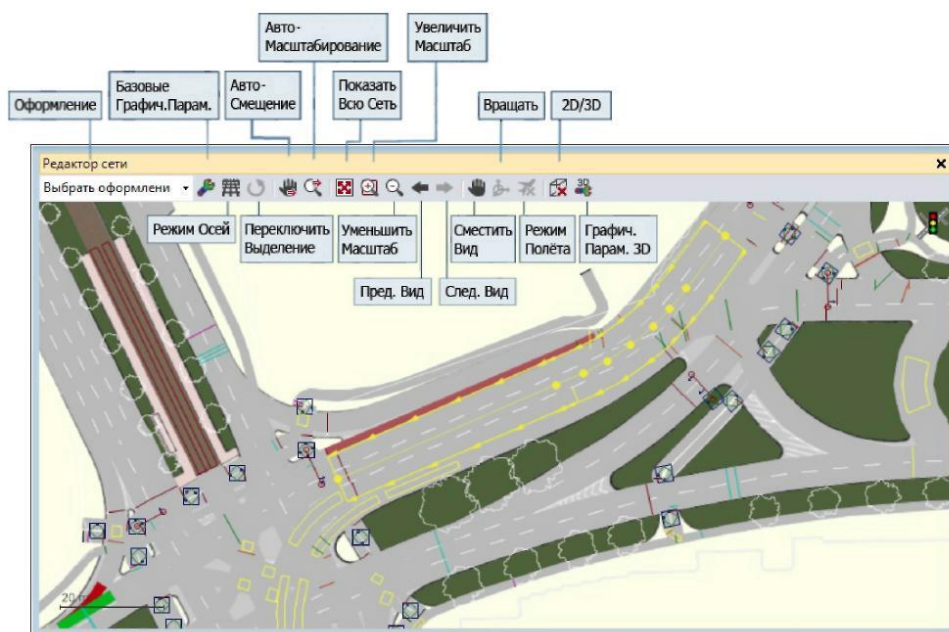 Авто-
Масштабирование
Увеличить
Масштаб
Оформление
Базовые
Графич.Парам.
Авто-
Смещение
Показать
Всю Сеть
Вращать
2D/3D
Редактор сети
Выбрать оформлени
3D
Режим Осей
Переключить
Выделение
Уменьшить
Масштаб
Сместить
Вид
Режим
Полёта
Графич.
Парам. 3D
Пред. Вид
След. Вид